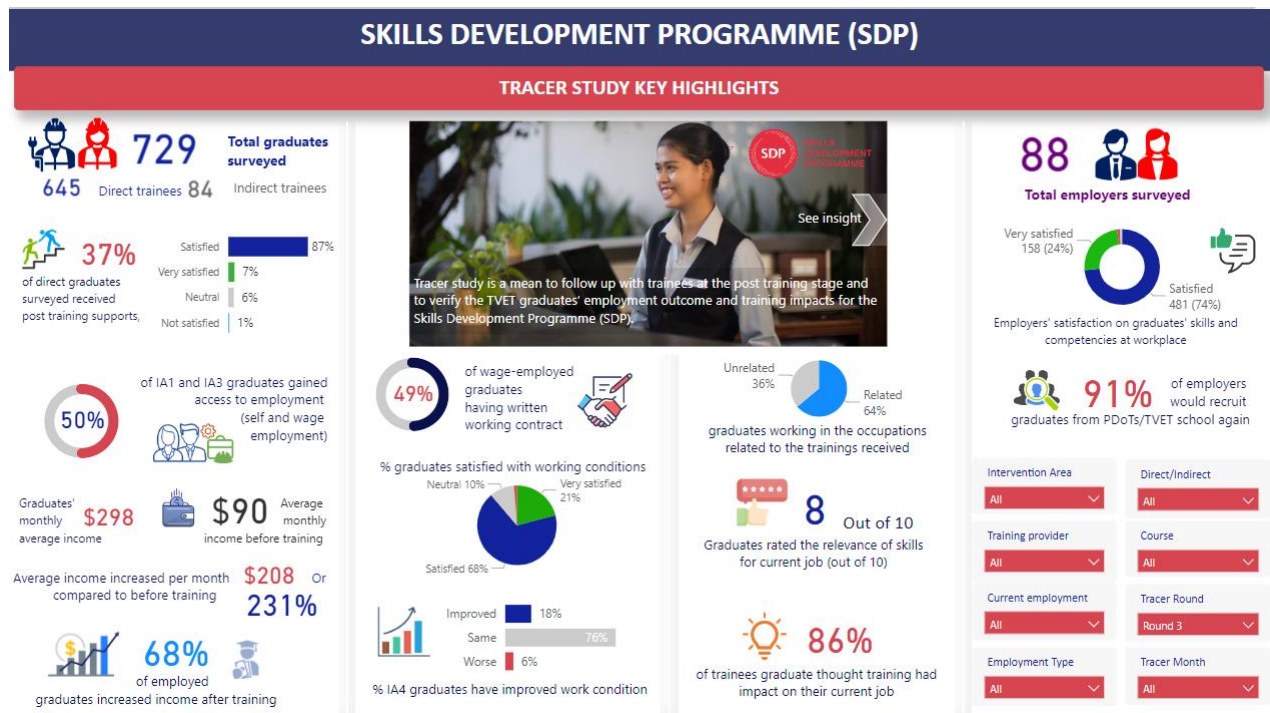 SKILLS DEVELOPMENT PROGRAMME (SDP)
TRACER STUDY KEY HIGHLIGHTS
729
Total graduates
surveyed
645 Direct trainees 84 Indirect trainees
37%
of direct graduates
surveyed received
post training supports,
Satisfied 87%
Very satisfied 7%
Neutral 6%
Not satisfied 1%
50%
of IA1 and IA3 graduates gained
access to employment
(self and wage
employment)
Graduates'
monthly
average income
$298
$90
Average
monthly
income before training
Average income increased per month
compared to before training
$208 Or
231%
68%
of employed
graduates increased income after training
SDP
SKILLS
DEVELOPMENT
PROGRAMME
See insight
Tracer study is a mean to follow up with trainees at the post training stage and
to verify the TVET graduates' employment outcome and training impacts for the
Skills Development Programme (SDP).
49%
of wage-employed
graduates
having written
working contract
% graduates satisfied with working conditions
Neutral 10%
Very satisfied
21%
Satisfied 68%
Improved 18%
Same 76%
Worse 6%
% IA4 graduates have improved work condition
Unrelated
36%
Related
64%
graduates working in the occupations
related to the trainings received
8 Out of 10
Graduates rated the relevance of skills
for current job (out of 10)
86%
of trainees graduate thought training had
impact on their current job
88
Total employers surveyed
Very satisfied
158 (24%)
Satisfied
481 (74%)
Employers' satisfaction on graduates' skills and
competencies at workplace
91%
of employers
would recruit
graduates from PDoTs/TVET school again
Intervention Area
All
Direct/Indirect
All
Training provider
All
Course
All
Current employment
All
Tracer Round
Round 3
Employment Type
All
Tracer Month
All